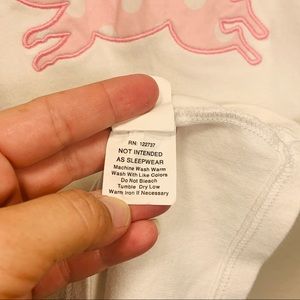 RN: 122737
NOT INTENDED
AS SLEEPWEAR
Machine Wash Warm
Wash With Like Colors
Do Not Bleach
Tumble Dry Low
Warm Iron If Necessary